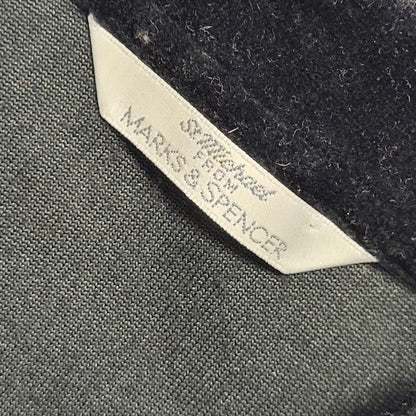 St Michael
FROM
MARKS & SPENCER